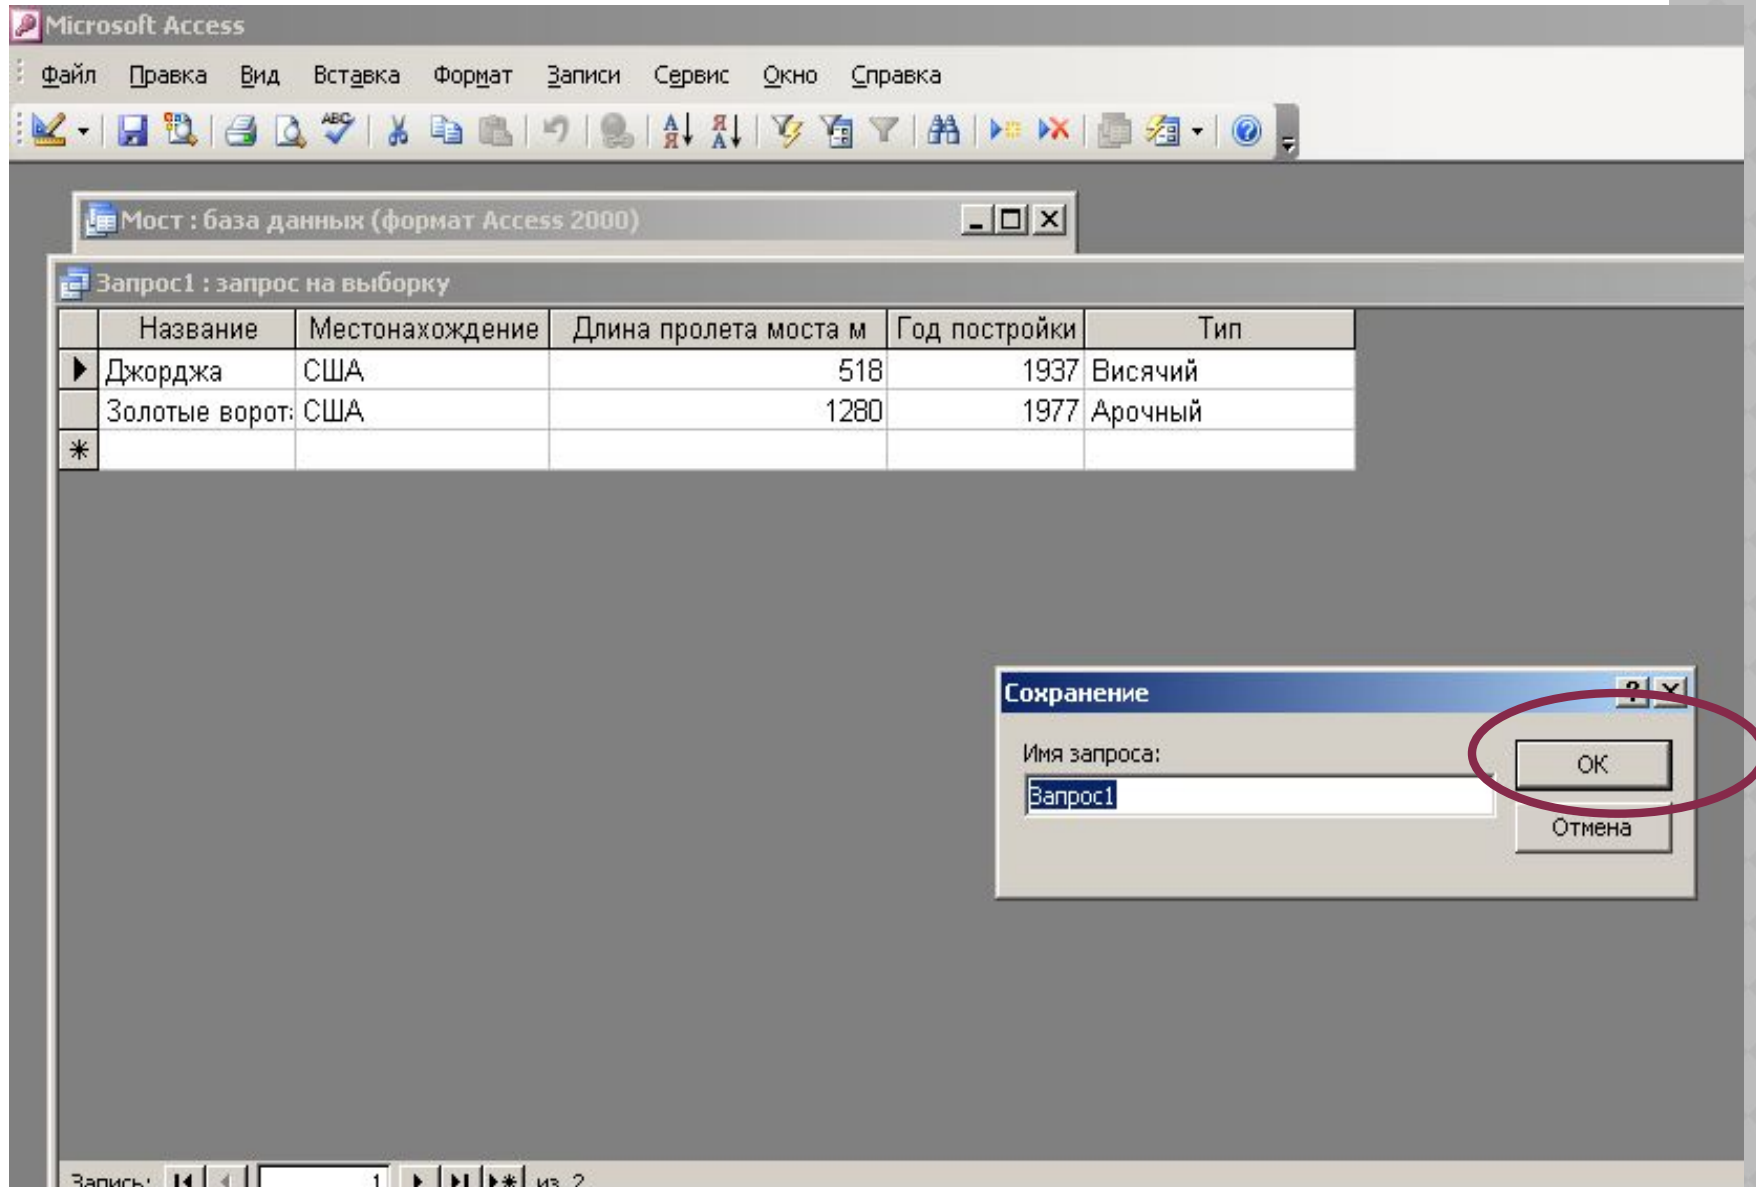 Microsoft Access
Файл Правка Вид Вставка Формат Записи Сервис Окно Справка
Мост : база данных (формат Access 2000)
Запрос1 : запрос на выборку
Название Местонахождение Длина пролета моста м Год постройки Тип
Джорджа США 518 1937 Висячий
Золотые ворот США 1280 1977 Арочный
Сохранение
Имя запроса:
ОК
Запрос1
Отмена
Запись: 1 из 2